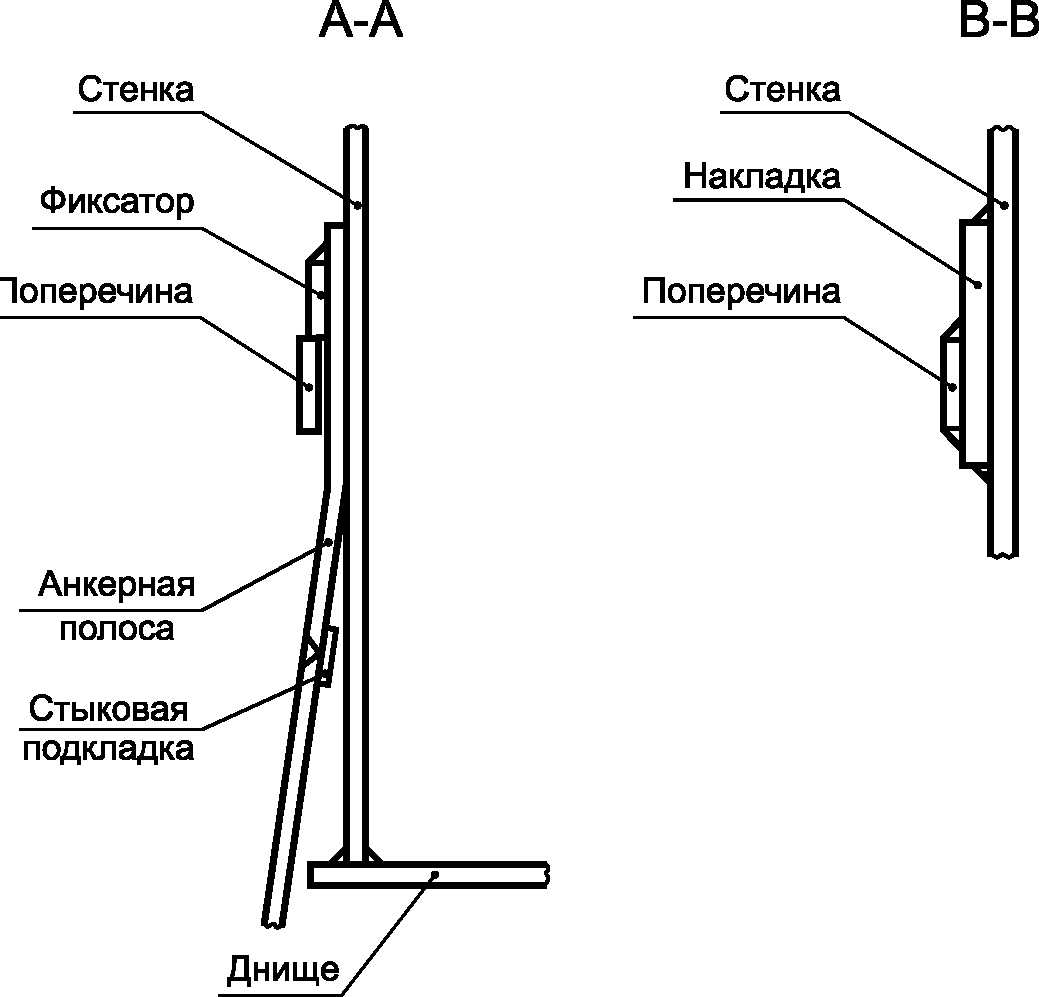 А-А
Стенка
Фиксатор
Поперечина
Анкерная
полоса
Стыковая
подкладка
Днище
В-В
Стенка
Накладка
Поперечина